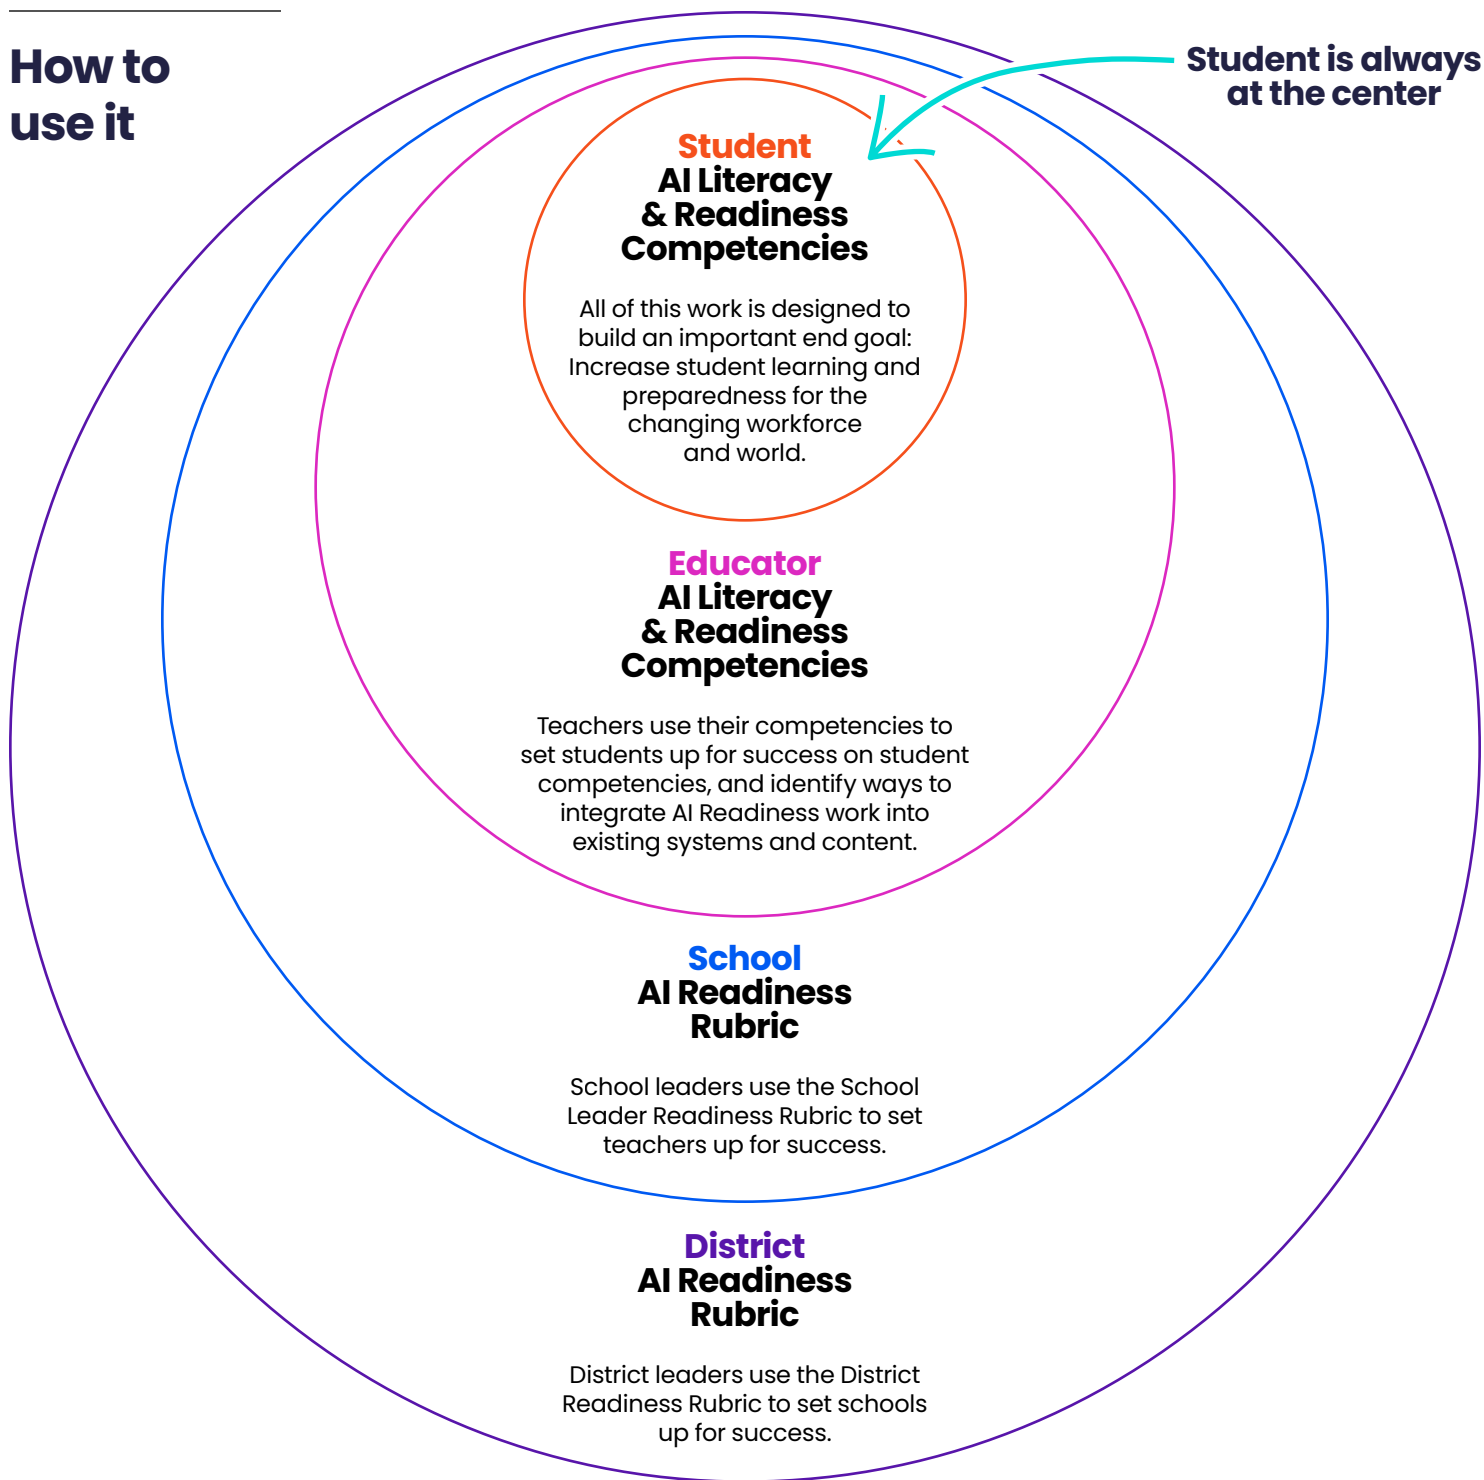 How to
use it
Student is always
at the center
Student
AI Literacy
& Readiness
Competencies
All of this work is designed to
build an important end goal:
Increase student learning and
preparedness for the
changing workforce
and world.
Educator
AI Literacy
& Readiness
Competencies
Teachers use their competencies to
set students up for success on student
competencies, and identify ways to
integrate AI Readiness work into
existing systems and content.
School
AI Readiness
Rubric
School leaders use the School
Leader Readiness Rubric to set
teachers up for success.
District
AI Readiness
Rubric
District leaders use the District
Readiness Rubric to set schools
up for success.